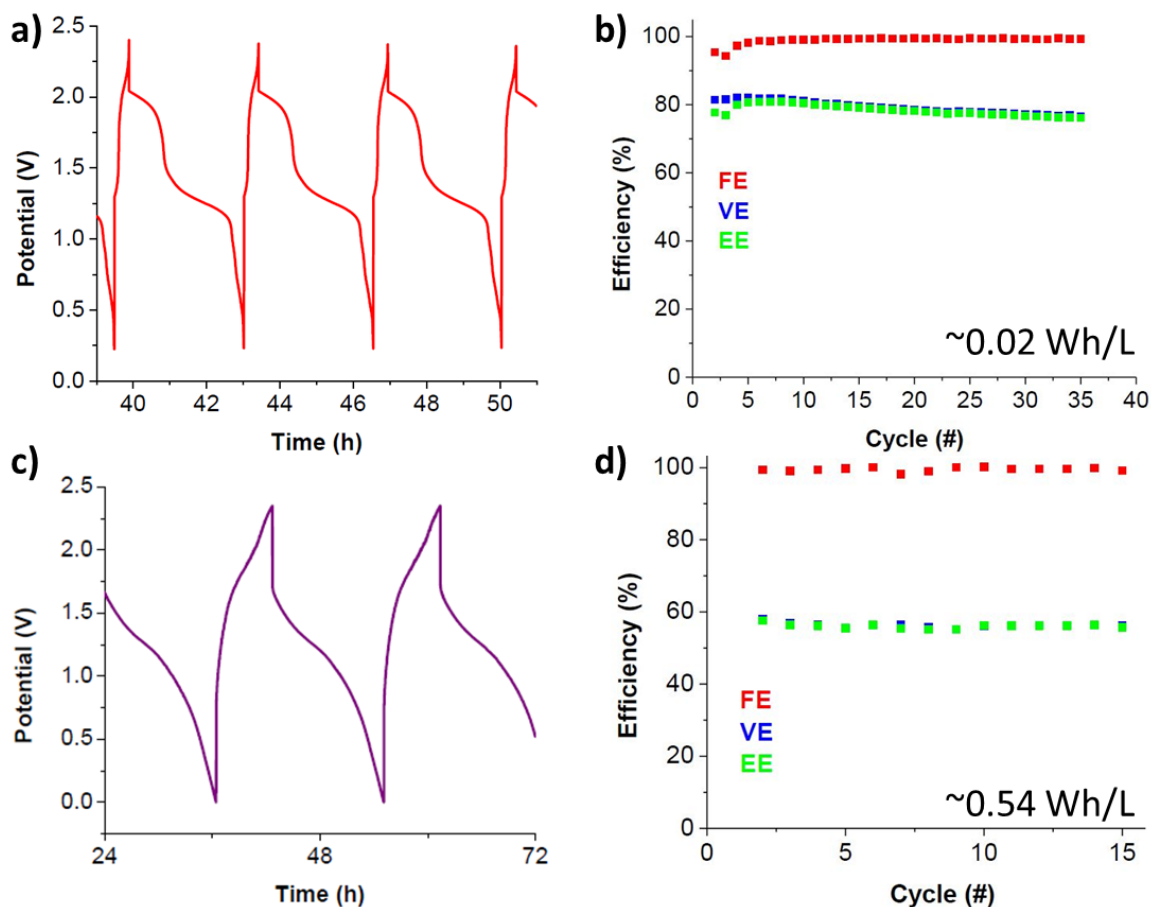 a)
Potential (V)
2.5
2.0
1.5
1.0
0.5
0.0
40 42 44 46 48 50
Time (h)
b)
Efficiency (%)
100
80
60
40
20
0
FE
VE
EE
~0.02 Wh/L
0 5 10 15 20 25 30 35 40
Cycle (#)
c)
Potential (V)
2.5
2.0
1.5
1.0
0.5
0.0
24 48 72
Time (h)
d)
Efficiency (%)
100
80
60
40
20
0
FE
VE
EE
~0.54 Wh/L
0 5 10 15
Cycle (#)